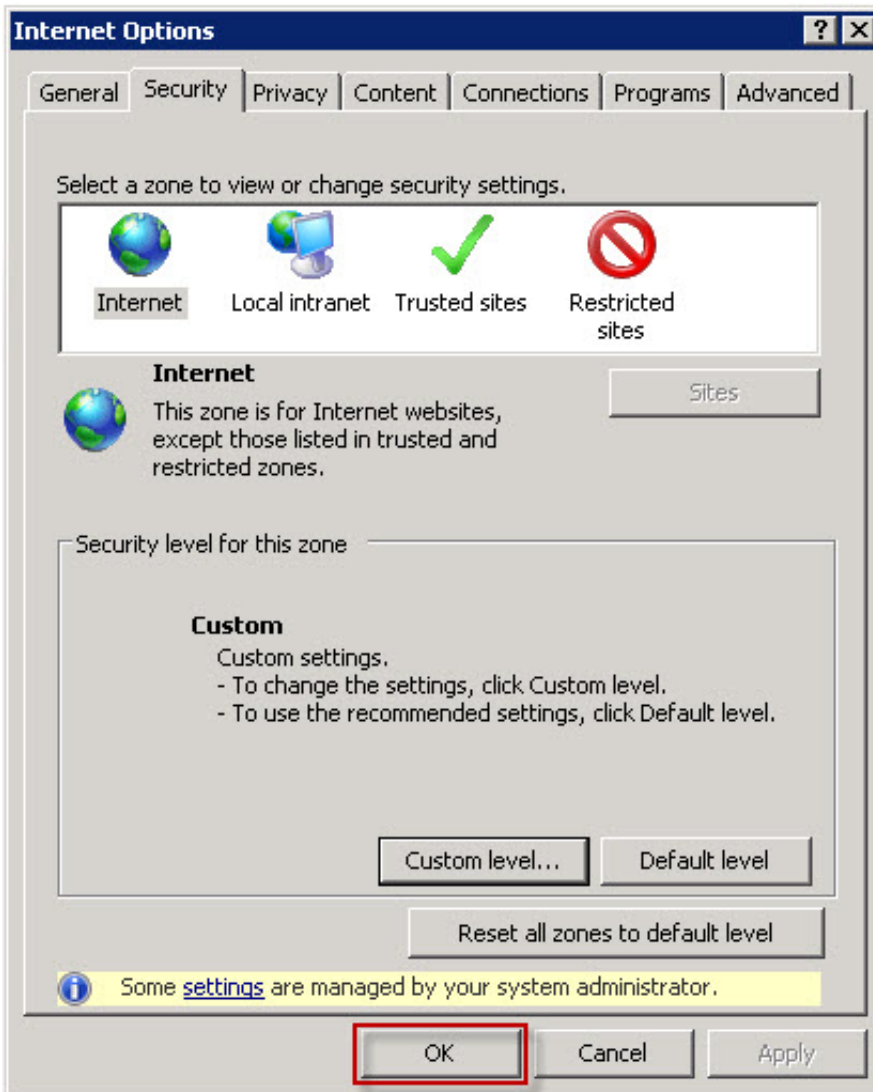 Internet Options
General Security Privacy Content Connections Programs Advanced
Select a zone to view or change security settings.
Internet Local intranet Trusted sites Restricted
sites
Internet
Sites
This zone is for Internet websites,
except those listed in trusted and
restricted zones.
Security level for this zone
Custom
Custom settings.
- To change the settings, click Custom level.
- To use the recommended settings, click Default level.
Custom level... Default level
Reset all zones to default level
Some settings are managed by your system administrator.
OK Cancel Apply